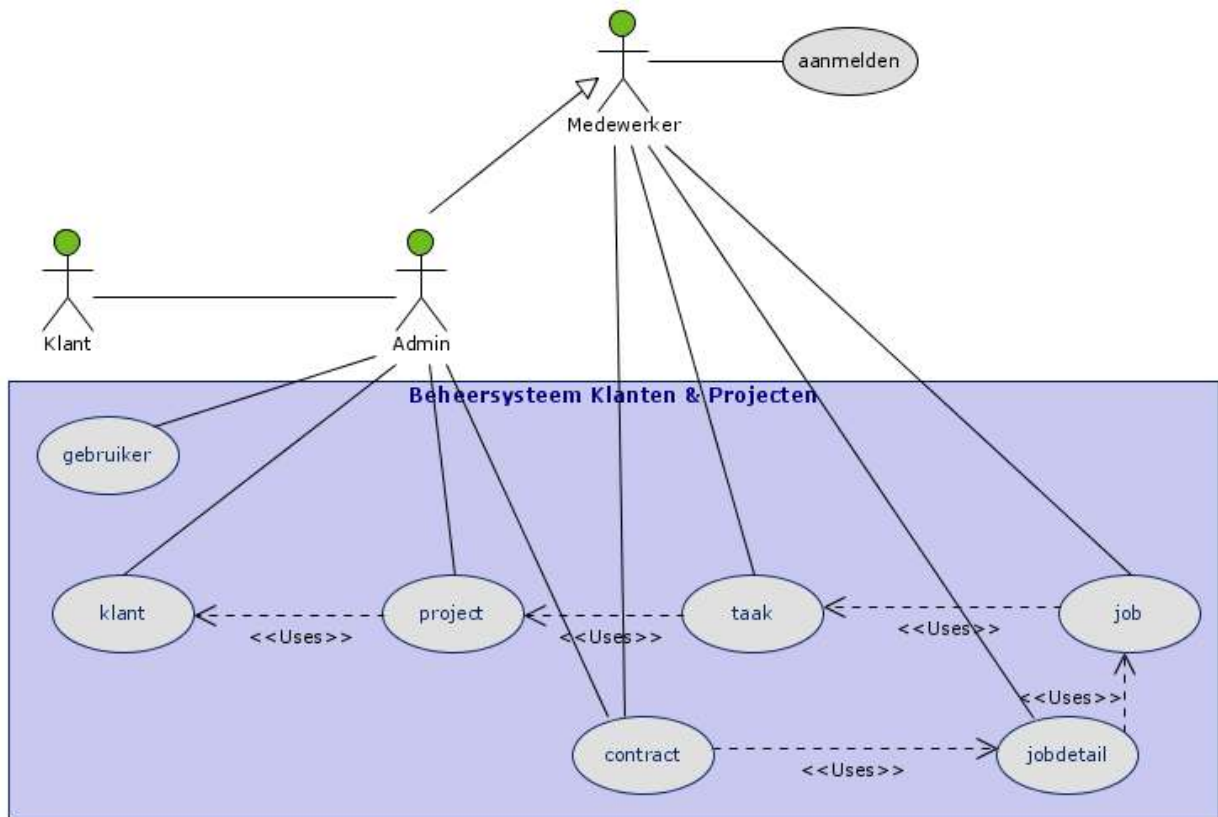 aanmelden
Medewerker
Klant
Admin
Beheersysteem Klanten & Projecten
gebruiker
klant
<<Uses>>
project
<<Uses>>
taak
<<Uses>>
job
<<Uses>>
contract
<<Uses>>
jobdetail